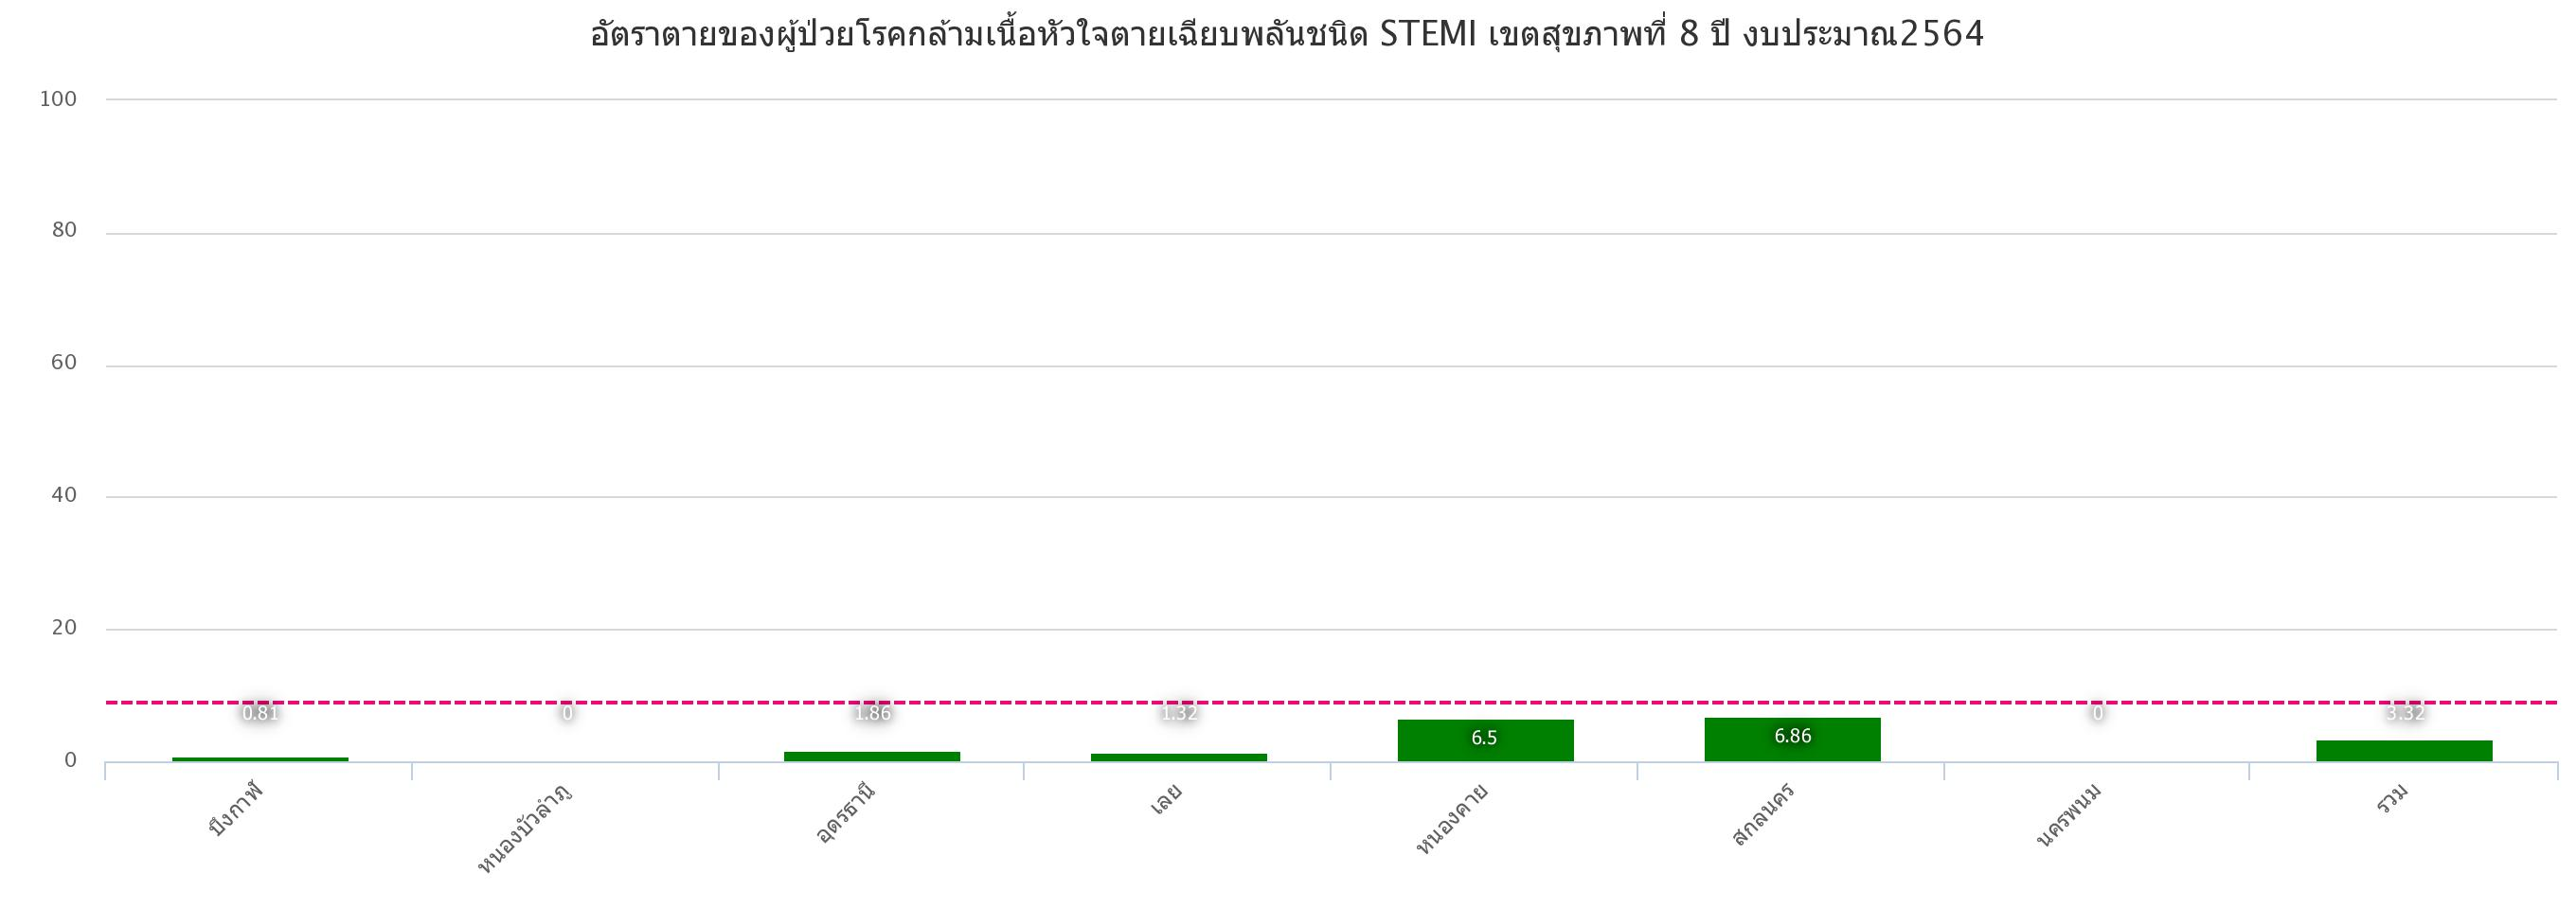 อัตราตายของผู้ป่วยโรคกล้ามเนื้อหัวใจตายเฉียบพลันชนิด STEMI เขตสุขภาพที่ 8 ปี งบประมาณ2564
100
80
60
40
20
0
0.81
0
1.86
1.32
6.5
6.86
0
3.32
บึงกาฬ
หนองบัวลำภู
อุดรธานี
เลย
หนองคาย
สกลนคร
นครพนม
รวม